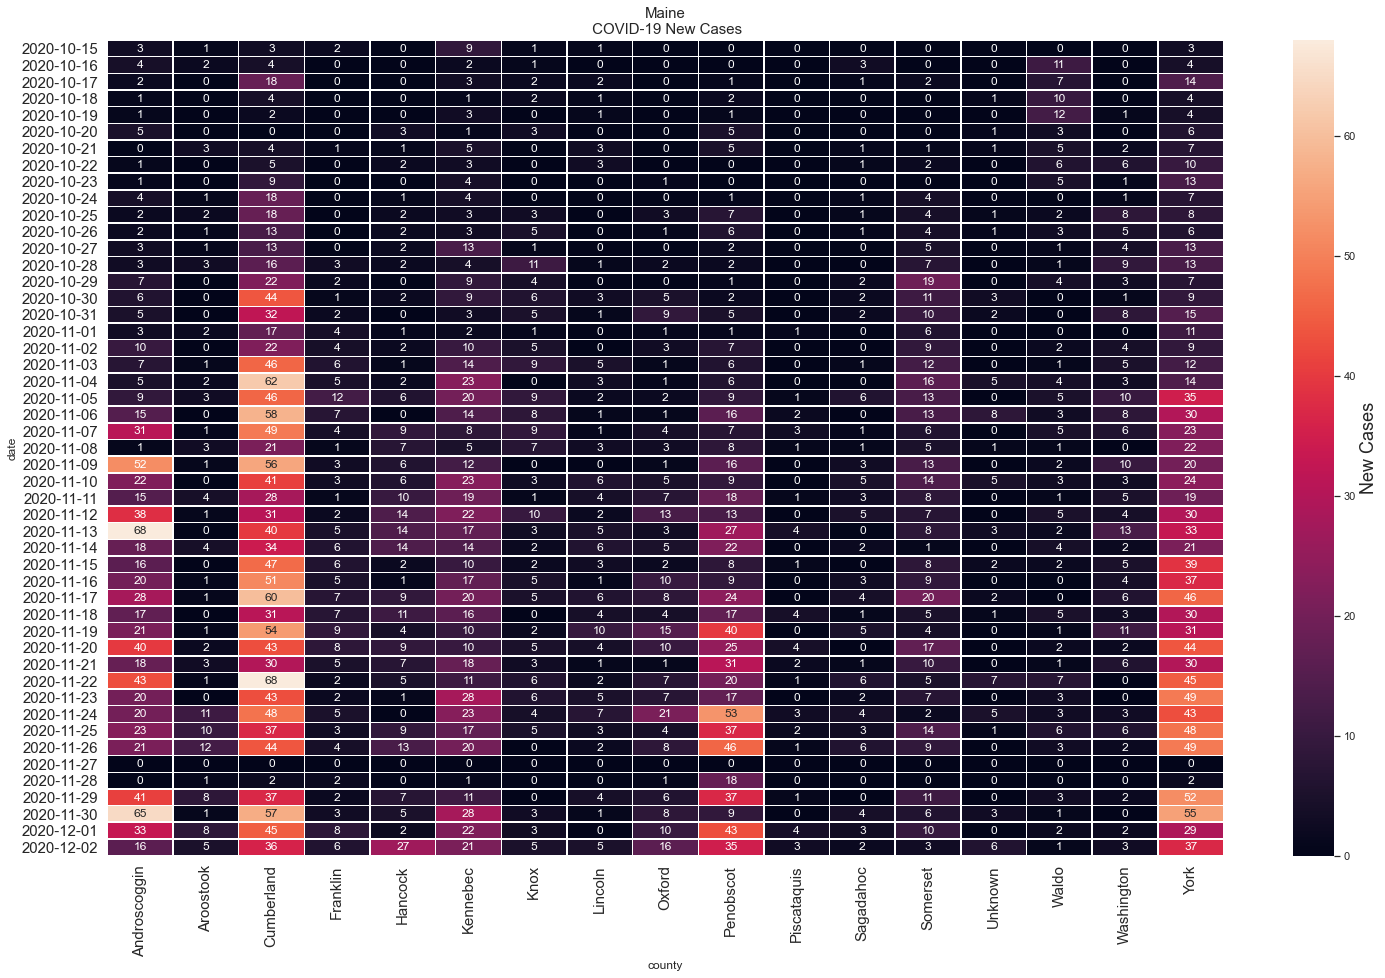 Maine
COVID-19 New Cases
2020-10-15 3 1 3 2 0 9 1 1 0 0 0 0 0 0 0 0 3
2020-10-16 4 2 4 0 0 2 1 0 0 0 0 3 0 0 11 0 4
2020-10-17 2 0 18 0 0 3 2 2 0 1 0 1 2 0 7 0 14
2020-10-18 1 0 4 0 0 1 2 1 0 2 0 0 0 1 10 0 4
2020-10-19 1 0 2 0 0 3 0 1 0 1 0 0 0 0 12 1 4
2020-10-20 5 0 0 0 3 1 3 0 0 5 0 0 0 1 3 0 6
2020-10-21 0 3 4 1 1 5 0 3 0 5 0 1 1 1 5 2 7
2020-10-22 1 0 5 0 2 3 0 3 0 0 0 1 2 0 6 6 10
2020-10-23 1 0 9 0 0 4 0 0 1 0 0 0 0 0 5 1 13
2020-10-24 4 1 18 0 1 4 0 0 0 1 0 1 4 0 0 1 7
2020-10-25 2 2 18 0 2 3 3 0 3 7 0 1 4 1 2 8 8
2020-10-26 2 1 13 0 2 3 5 0 1 6 0 1 4 1 3 5 6
2020-10-27 3 1 13 0 2 13 1 0 0 2 0 0 5 0 1 4 13
2020-10-28 3 3 16 3 2 4 11 1 2 2 0 0 7 0 1 9 13
2020-10-29 7 0 22 2 0 9 4 0 0 1 0 2 19 0 4 3 7
2020-10-30 6 0 44 1 2 9 6 3 5 2 0 2 11 3 0 1 9
2020-10-31 5 0 32 2 0 3 5 1 9 5 0 2 10 2 0 8 15
2020-11-01 3 2 17 4 1 2 1 0 1 1 1 0 6 0 0 0 11
2020-11-02 10 0 22 4 2 10 5 0 3 7 0 0 9 0 2 4 9
2020-11-03 7 1 46 6 1 14 9 5 1 6 0 1 12 0 1 5 12
2020-11-04 5 2 62 5 2 23 0 3 1 6 0 0 16 5 4 3 14
2020-11-05 9 3 46 12 6 20 9 2 2 9 1 6 13 0 5 10 35
2020-11-06 15 0 58 7 0 14 8 1 1 16 2 0 13 8 3 8 30
2020-11-07 31 1 49 4 9 8 9 1 4 7 3 1 6 0 5 6 23
2020-11-08 1 3 21 1 7 5 7 3 3 8 1 1 5 1 1 0 22
2020-11-09 52 1 56 3 6 12 0 0 1 16 0 3 13 0 2 10 20
2020-11-10 22 0 41 3 6 23 3 6 5 9 0 5 14 5 3 3 24
2020-11-11 15 4 28 1 10 19 1 4 7 18 1 3 8 0 1 5 19
2020-11-12 38 1 31 2 14 22 10 2 13 13 0 5 7 0 5 4 30
2020-11-13 68 0 40 5 14 17 3 5 3 27 4 0 8 3 2 13 33
2020-11-14 18 4 34 6 14 14 2 6 5 22 0 2 1 0 4 2 21
2020-11-15 16 0 47 6 2 10 2 3 2 8 1 0 8 2 2 5 39
2020-11-16 20 1 51 5 1 17 5 1 10 9 0 3 9 0 0 4 37
2020-11-17 28 1 60 7 9 20 5 6 8 24 0 4 20 2 0 6 46
2020-11-18 17 0 31 7 11 16 0 4 4 17 4 1 5 1 5 3 30
2020-11-19 21 1 54 9 4 10 2 10 15 40 0 5 4 0 1 11 31
2020-11-20 40 2 43 8 9 10 5 4 10 25 4 0 17 0 2 2 44
2020-11-21 18 3 30 5 7 18 3 1 1 31 2 1 10 0 1 6 30
2020-11-22 43 1 68 2 5 11 6 2 7 20 1 6 5 7 7 0 45
2020-11-23 20 0 43 2 1 28 6 5 7 17 0 2 7 0 3 0 49
2020-11-24 20 11 48 5 0 23 4 7 21 53 3 4 2 5 3 3 43
2020-11-25 23 10 37 3 9 17 5 3 4 37 2 3 14 1 6 6 48
2020-11-26 21 12 44 4 13 20 0 2 8 46 1 6 9 0 3 2 49
2020-11-27 0 0 0 0 0 0 0 0 0 0 0 0 0 0 0 0 0
2020-11-28 0 1 2 2 0 1 0 0 1 18 0 0 0 0 0 0 2
2020-11-29 41 8 37 2 7 11 0 4 6 37 1 0 11 0 3 2 52
2020-11-30 65 1 57 3 5 28 3 1 8 9 0 4 6 3 1 0 55
2020-12-01 33 8 45 8 2 22 3 0 10 43 4 3 10 0 2 2 29
2020-12-02 16 5 36 6 27 21 5 5 16 35 3 2 3 6 1 3 37
Androscoggin Aroostook Cumberland Franklin Hancock Kennebec Knox Lincoln Oxford Penobscot Piscataquis Sagadahoc Somerset Unknown Waldo Washington York
county
date
60
50
40
30
20
10
0
New Cases